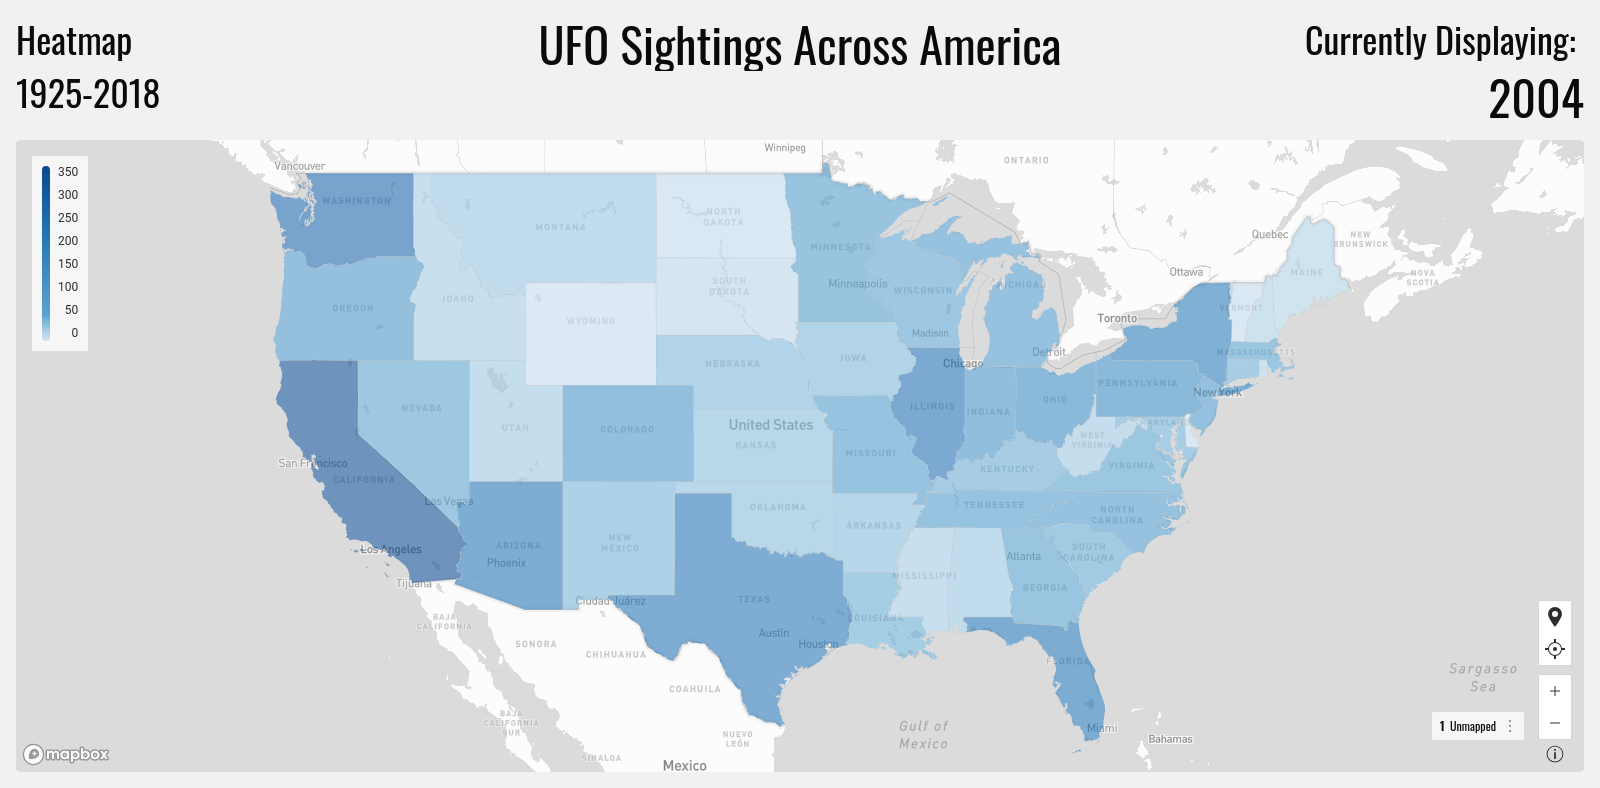 Heatmap
1925-2018
UFO Sightings Across America
Currently Displaying:
2004
350
300
250
200
150
100
50
0
Vancouver
Winnipeg
ONTARIO
WASHINGTON
MONTANA
NORTH
DAKOTA
MINNESOTA
Quebec
NEW
BRUNSWICK
MAINE
Ottawa
NOVA
SCOTIA
OREGON
IDAHO
SOUTH
DAKOTA
Minneapolis
WISCONSIN
MICHIGAN
VERMONT
WYOMING
Toronto
Madison
Detroit
MASSACHUSETTS
NEBRASKA
IOWA
Chicago
PENNSYLVANIA
New York
NEVADA
UTAH
COLORADO
United States
KANSAS
ILLINOIS
INDIANA
OHIO
MARYLAND
WEST
VIRGINIA
MISSOURI
San Francisco
CALIFORNIA
KENTUCKY
VIRGINIA
Las Vegas
OKLAHOMA
TENNESSEE
NORTH
CAROLINA
ARKANSAS
Los Angeles
ARIZONA
Phoenix
NEW
MEXICO
Atlanta
SOUTH
CAROLINA
Tijuana
MISSISSIPPI
GEORGIA
Ciudad Juárez
TEXAS
BAJA
CALIFORNIA
LOUISIANA
Austin
Houston
SONORA
CHIHUAHUA
FLORIDA
Sargasso
Sea
COAHUILA
BAJA
CALIFORNIA
SUR
Gulf of
Mexico
Miami
Bahamas
NUEVO
LEÓN
SINALOA
Mexico
1 Unmapped
mapbox